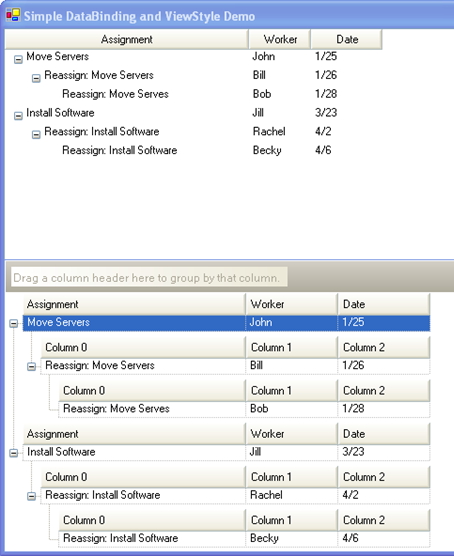 Simple DataBinding and ViewStyle Demo
Assignment Worker Date
Move Servers John 1/25
Reassign: Move Servers Bill 1/26
Reassign: Move Serves Bob 1/28
Install Software Jill 3/23
Reassign: Install Software Rachel 4/2
Reassign: Install Software Becky 4/6
Drag a column header here to group by that column.
Assignment Worker Date
Move Servers John 1/25
Column 0 Column 1 Column 2
Reassign: Move Servers Bill 1/26
Column 0 Column 1 Column 2
Reassign: Move Serves Bob 1/28
Assignment Worker Date
Install Software Jill 3/23
Column 0 Column 1 Column 2
Reassign: Install Software Rachel 4/2
Column 0 Column 1 Column 2
Reassign: Install Software Becky 4/6